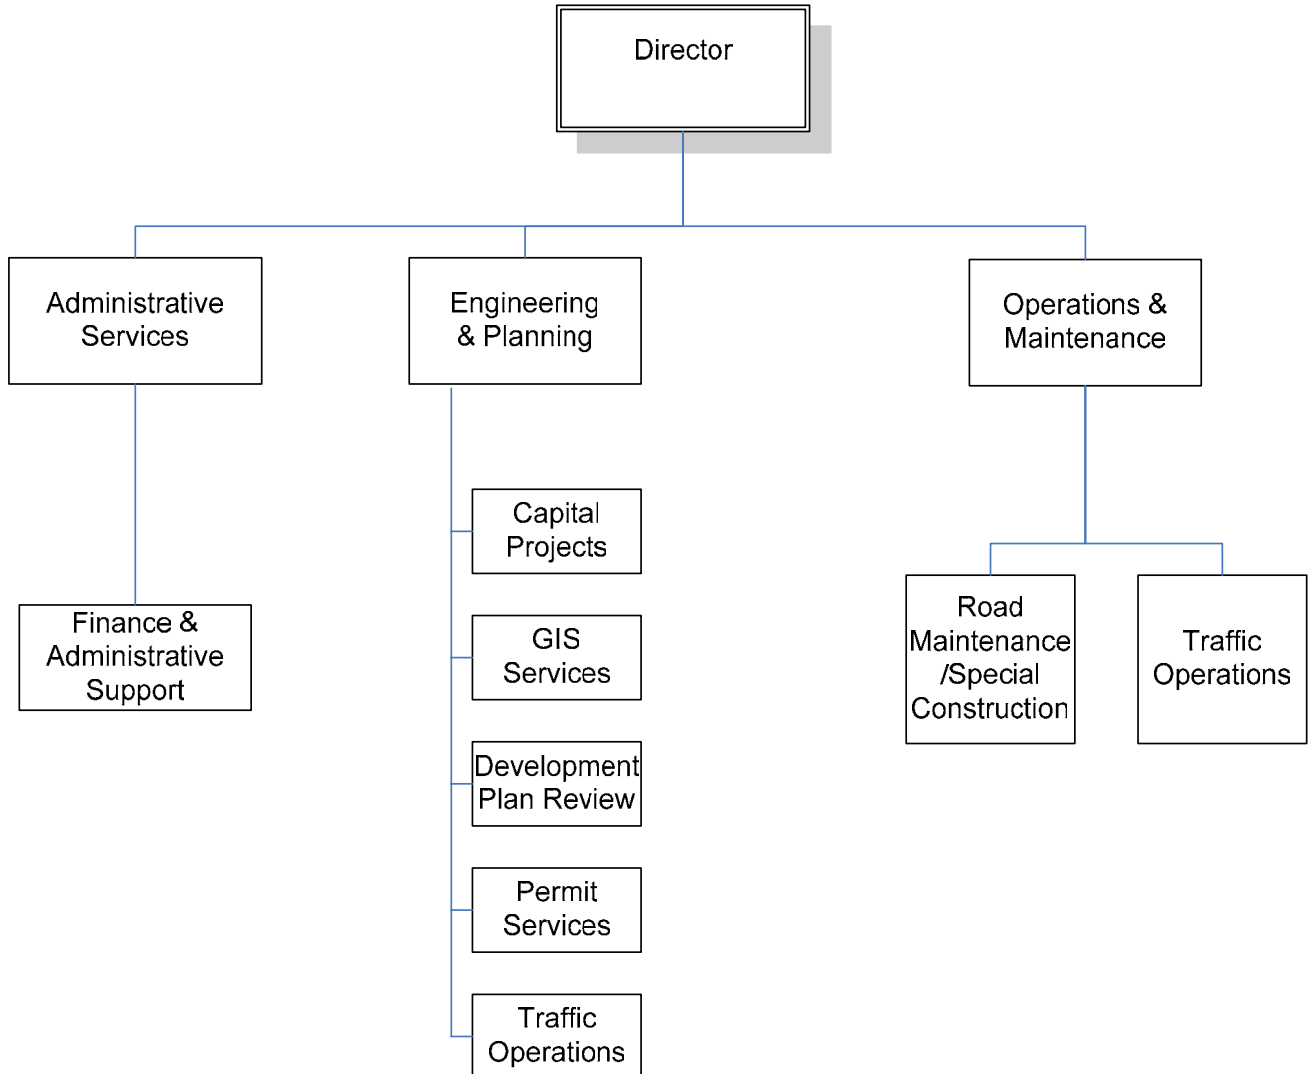 Director
Administrative
Services
Engineering
& Planning
Operations &
Maintenance
Finance &
Administrative
Support
Capital
Projects
GIS
Services
Development
Plan Review
Permit
Services
Traffic
Operations
Road
Maintenance
/Special
Construction
Traffic
Operations